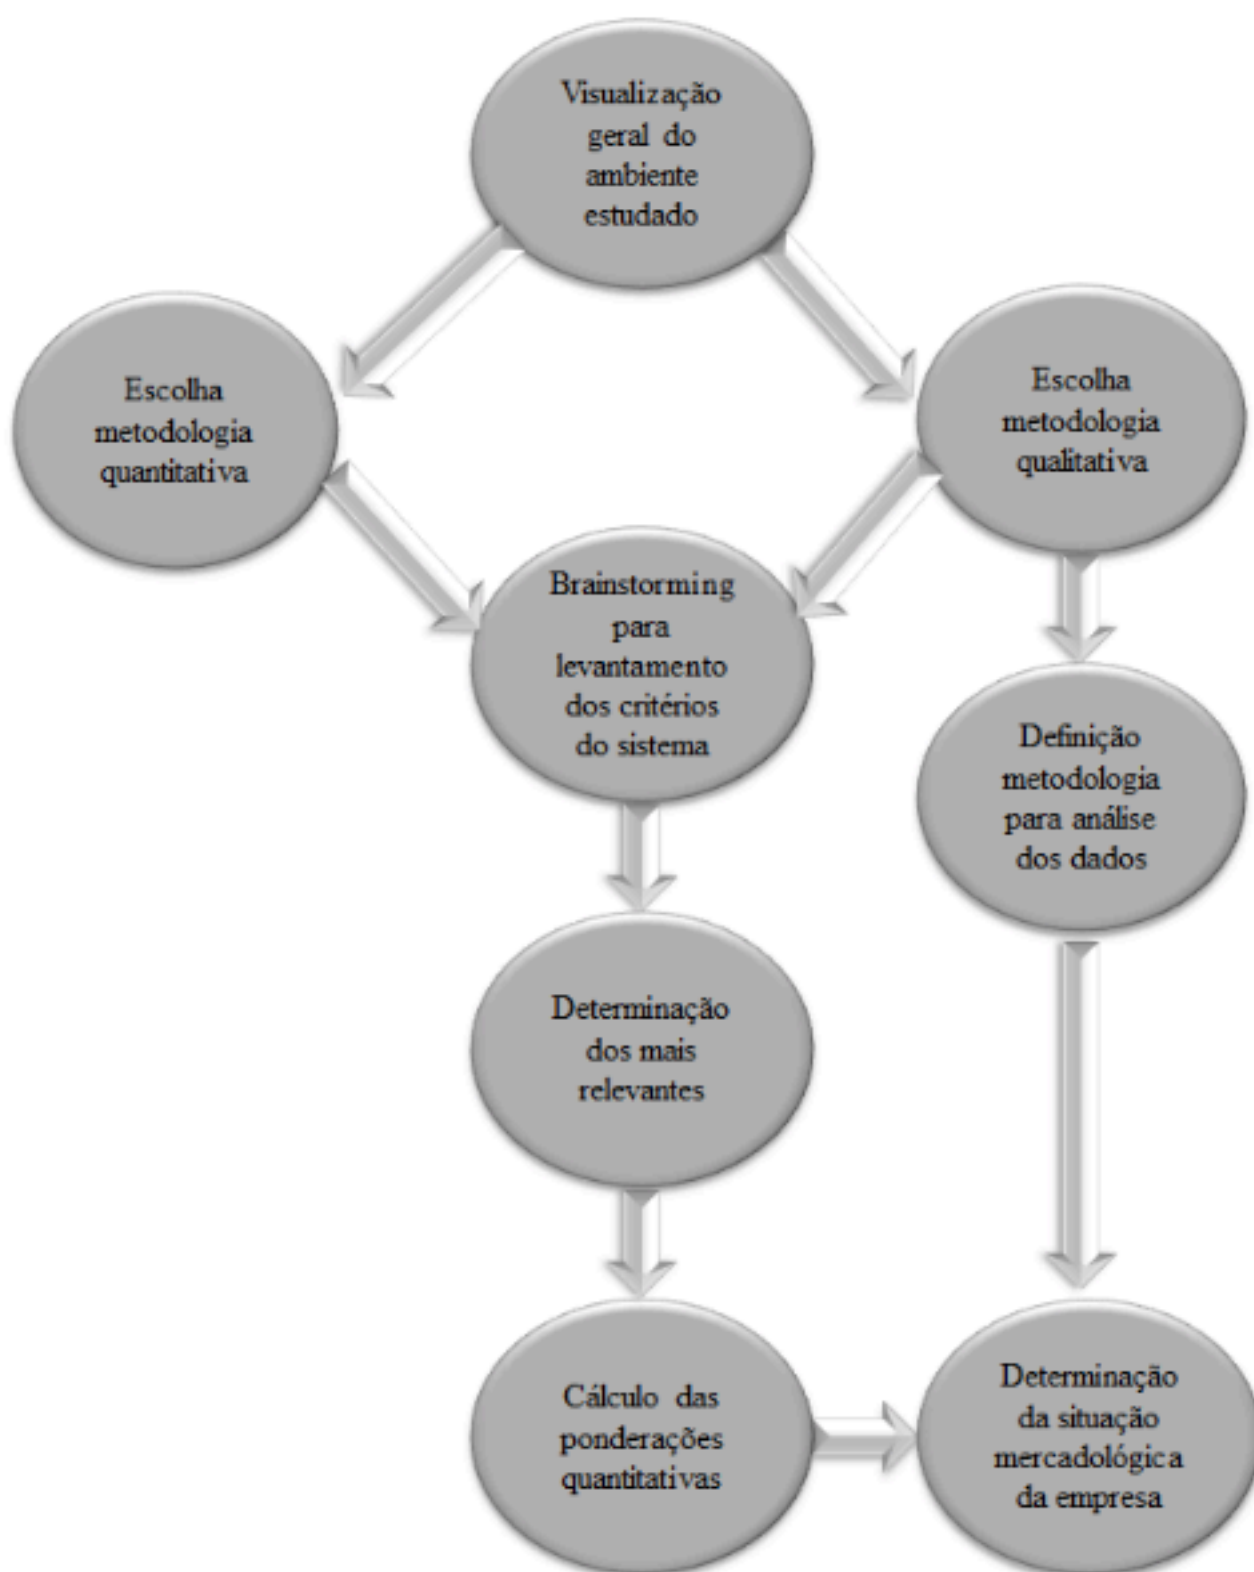 Visualização
geral do
ambiente
estudado
Escolha
metodologia
quantitativa
Escolha
metodologia
qualitativa
Brainstorming
para
levantamento
dos critérios
do sistema
Definição
metodologia
para análise
dos dados
Determinação
dos mais
relevantes
Cálculo das
ponderações
quantitativas
Determinação
da situação
mercadológica
da empresa